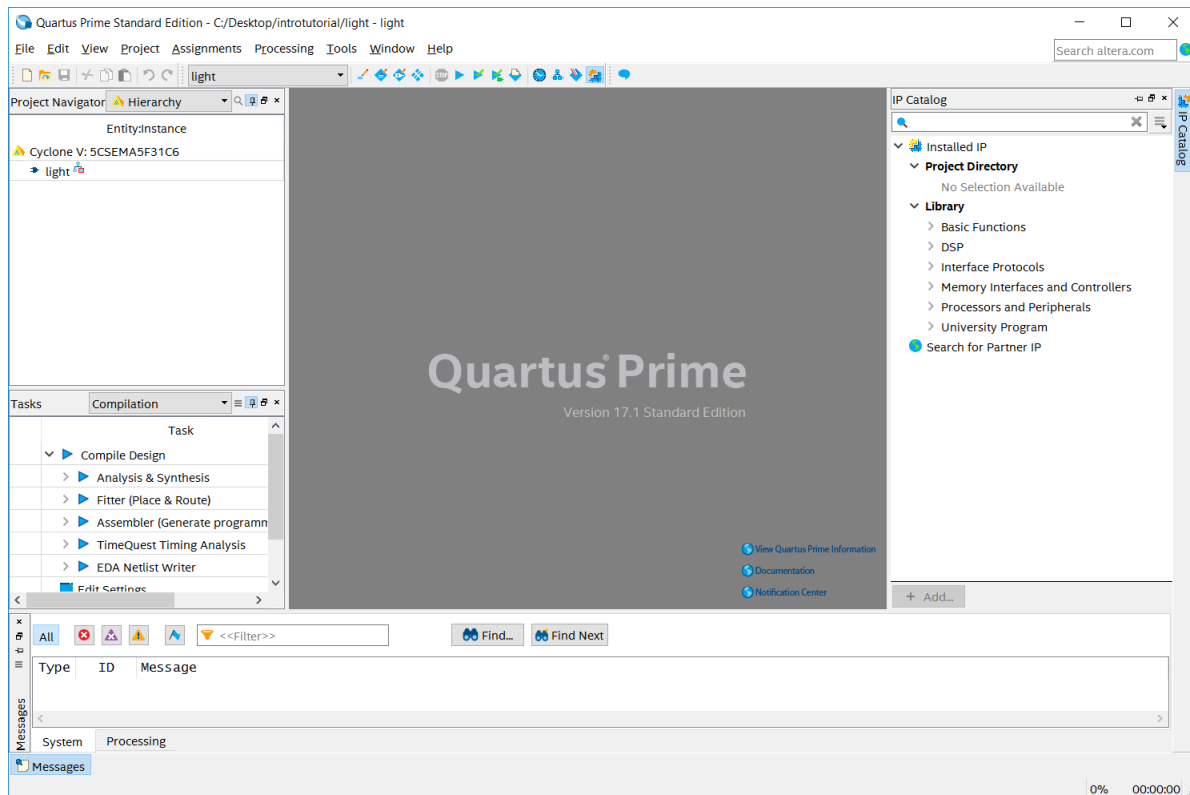 Quartus Prime Standard Edition - C:/Desktop/introtutorial/light - light
File Edit View Project Assignments Processing Tools Window Help
Search altera.com
light
Project Navigator Hierarchy
Entity:Instance
Cyclone V: 5CSEMA5F31C6
light
Tasks Compilation
Task
Compile Design
Analysis & Synthesis
Fitter (Place & Route)
Assembler (Generate programm
TimeQuest Timing Analysis
EDA Netlist Writer
Edit Settings
Quartus® Prime
Version 17.1 Standard Edition
View Quartus Prime Information
Documentation
Notification Center
IP Catalog
Installed IP
Project Directory
No Selection Available
Library
Basic Functions
DSP
Interface Protocols
Memory Interfaces and Controllers
Processors and Peripherals
University Program
Search for Partner IP
+ Add...
IP Catalog
All <<Filter>> Find... Find Next
Type ID Message
Messages
System Processing
Messages
0% 00:00:00